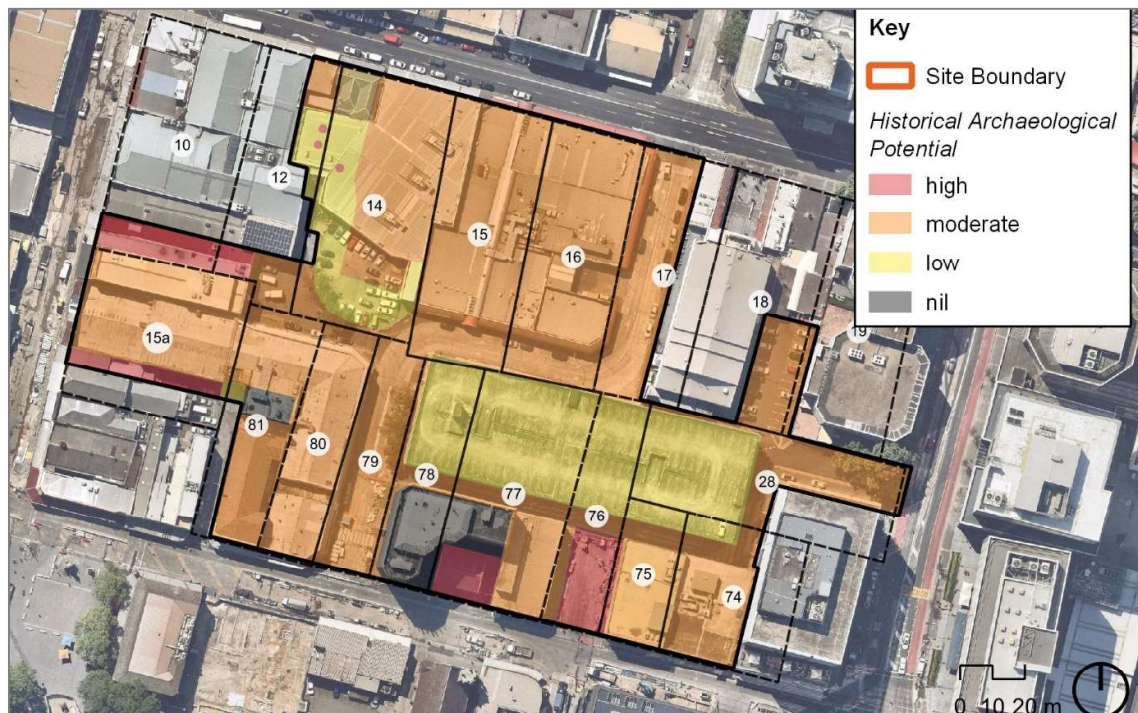 Key
Site Boundary
Historical Archaeological
Potential
high
moderate
low
nil
10
12
14
15
16
17
18
19
15a
81
80
79
78
77
76
75
74
28
0 10 20 m